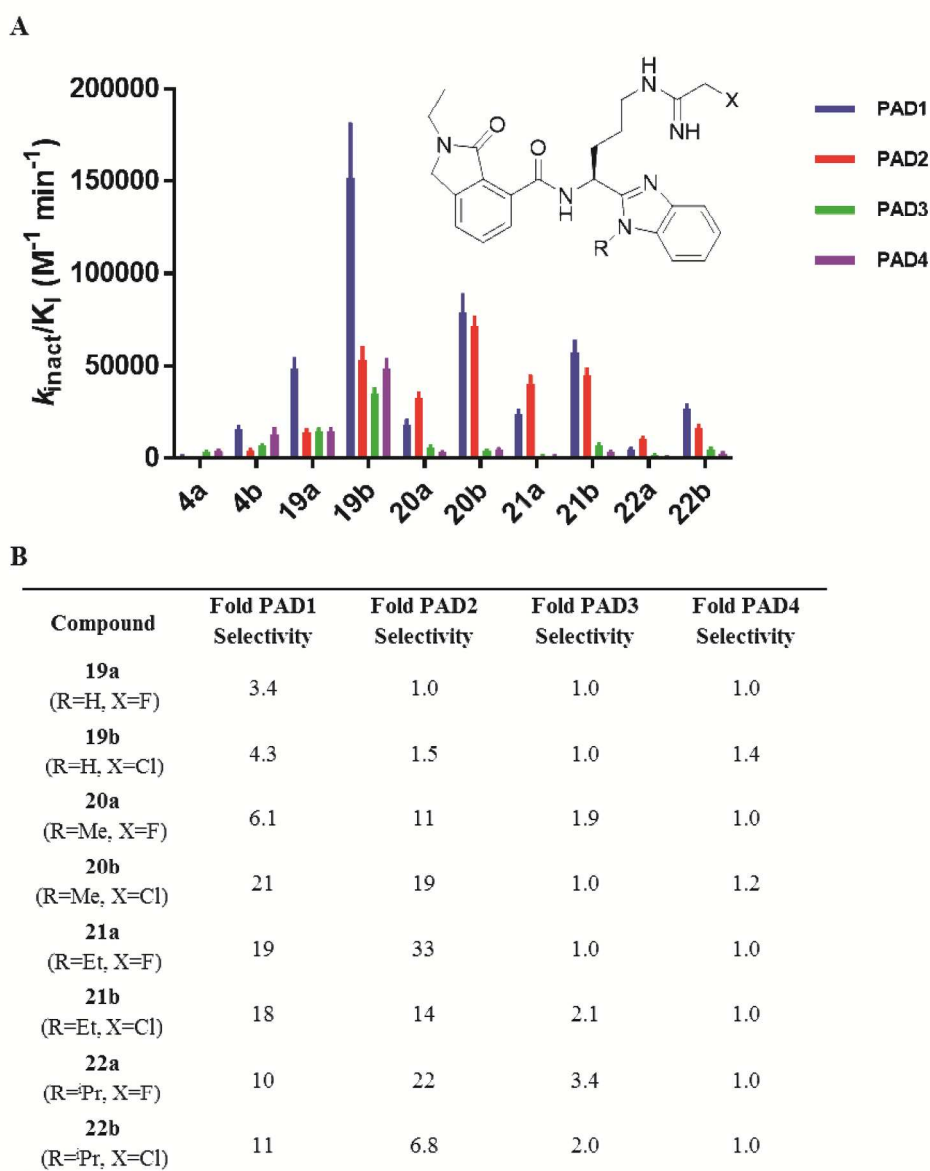 A
200000
150000
100000
50000
0
k_inact/K_I (M⁻¹ min⁻¹)
4a 4b 19a 19b 20a 20b 21a 21b 22a 22b
N
O
O
N
H
H
N
NH
X
N
N
R
PAD1
PAD2
PAD3
PAD4
B
Compound Fold PAD1 Selectivity Fold PAD2 Selectivity Fold PAD3 Selectivity Fold PAD4 Selectivity
19a
(R=H, X=F) 3.4 1.0 1.0 1.0
19b
(R=H, X=Cl) 4.3 1.5 1.0 1.4
20a
(R=Me, X=F) 6.1 11 1.9 1.0
20b
(R=Me, X=Cl) 21 19 1.0 1.2
21a
(R=Et, X=F) 19 33 1.0 1.0
21b
(R=Et, X=Cl) 18 14 2.1 1.0
22a
(R=ⁱPr, X=F) 10 22 3.4 1.0
22b
(R=ⁱPr, X=Cl) 11 6.8 2.0 1.0